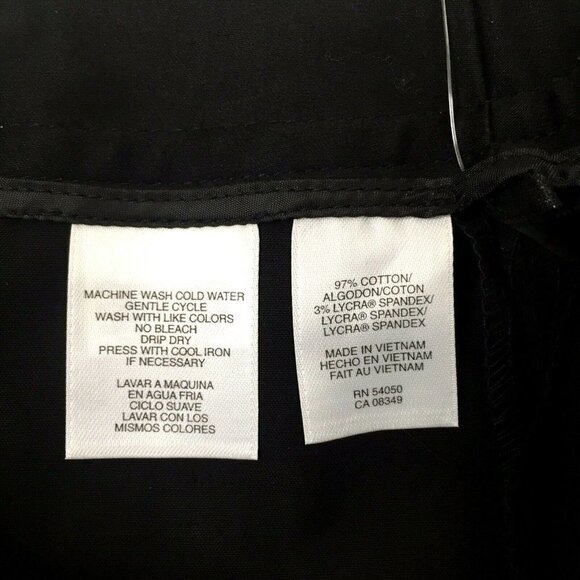 MACHINE WASH COLD WATER
GENTLE CYCLE
WASH WITH LIKE COLORS
NO BLEACH
DRIP DRY
PRESS WITH COOL IRON
IF NECESSARY
LAVAR A MAQUINA
EN AGUA FRIA
CICLO SUAVE
LAVAR CON LOS
MISMOS COLORES
97% COTTON/
ALGODON/COTON
3% LYCRA® SPANDEX/
LYCRA® SPANDEX/
LYCRA® SPANDEX
MADE IN VIETNAM
HECHO EN VIETNAM
FAIT AU VIETNAM
RN 54050
CA 08349